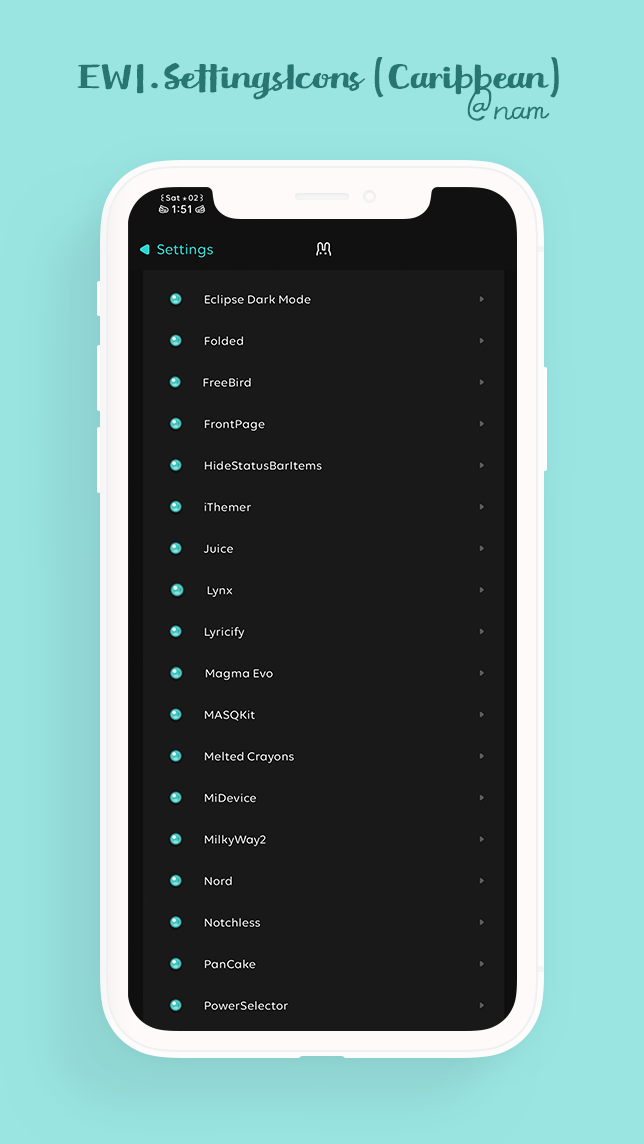 EW1.SettingsIcons (Caribbean)
@nam
Sat 02
1:51
Settings
Eclipse Dark Mode
Folded
FreeBird
FrontPage
HideStatusBarItems
iThemer
Juice
Lynx
Lyricify
Magma Evo
MASQKit
Melted Crayons
MiDevice
MilkyWay2
Nord
Notchless
PanCake
PowerSelector